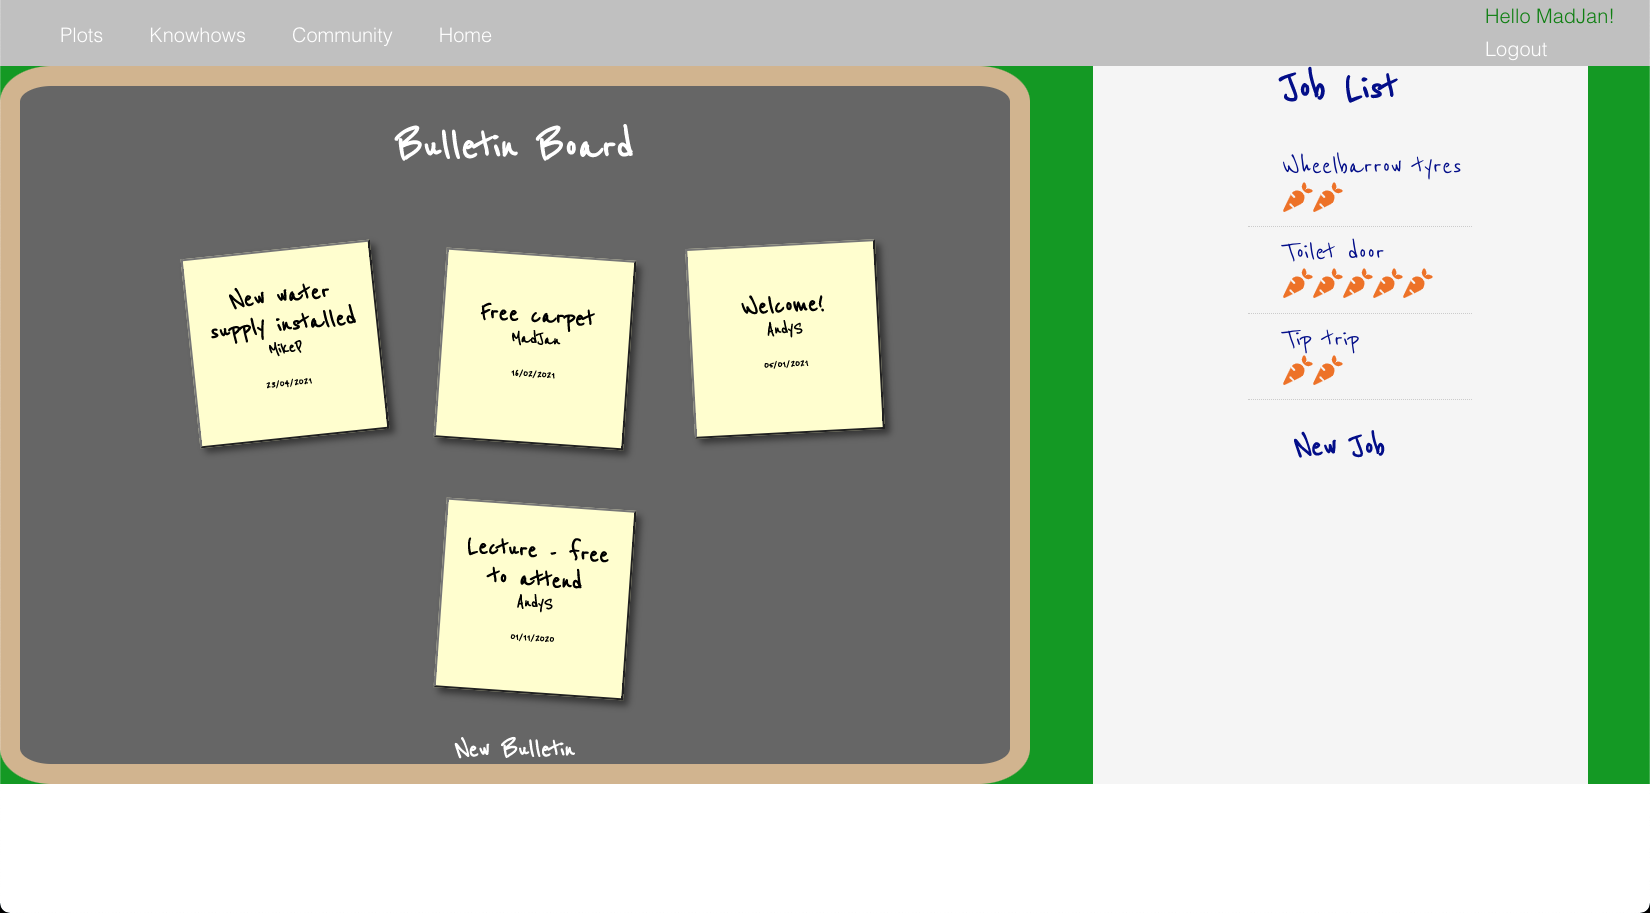 Plots Knowhows Community Home
Hello MadJan!
Logout
Bulletin Board
New water
supply installed
MikeP
23/04/2021
Free carpet
MadJan
16/02/2021
Welcome!
AndyS
05/01/2021
Lecture - free
to attend
AndyS
01/11/2020
New Bulletin
Job List
Wheelbarrow tyres
Toilet door
Tip trip
New Job